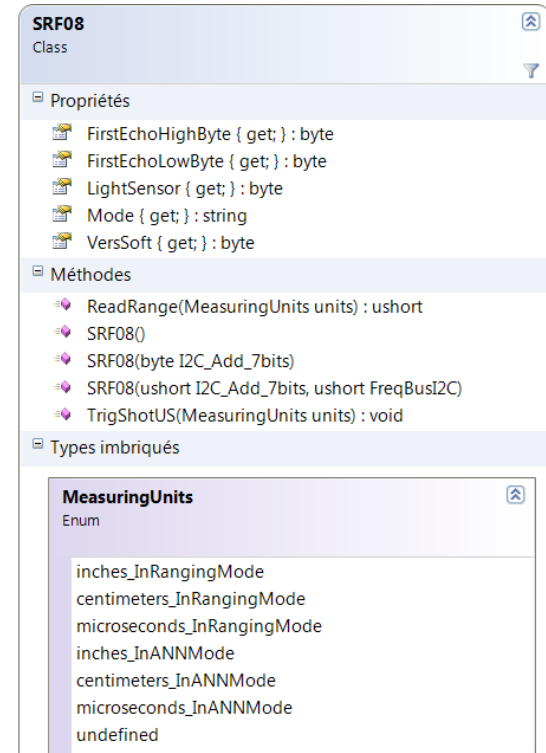 SRF08
Class
Propriétés
FirstEchoHighByte { get; } : byte
FirstEchoLowByte { get; } : byte
LightSensor { get; } : byte
Mode { get; } : string
VersSoft { get; } : byte
Méthodes
ReadRange(MeasuringUnits units) : ushort
SRF08()
SRF08(byte I2C_Add_7bits)
SRF08(ushort I2C_Add_7bits, ushort FreqBusI2C)
TrigShotUS(MeasuringUnits units) : void
Types imbriqués
MeasuringUnits
Enum
inches_InRangingMode
centimeters_InRangingMode
microseconds_InRangingMode
inches_InANNMode
centimeters_InANNMode
microseconds_InANNMode
undefined